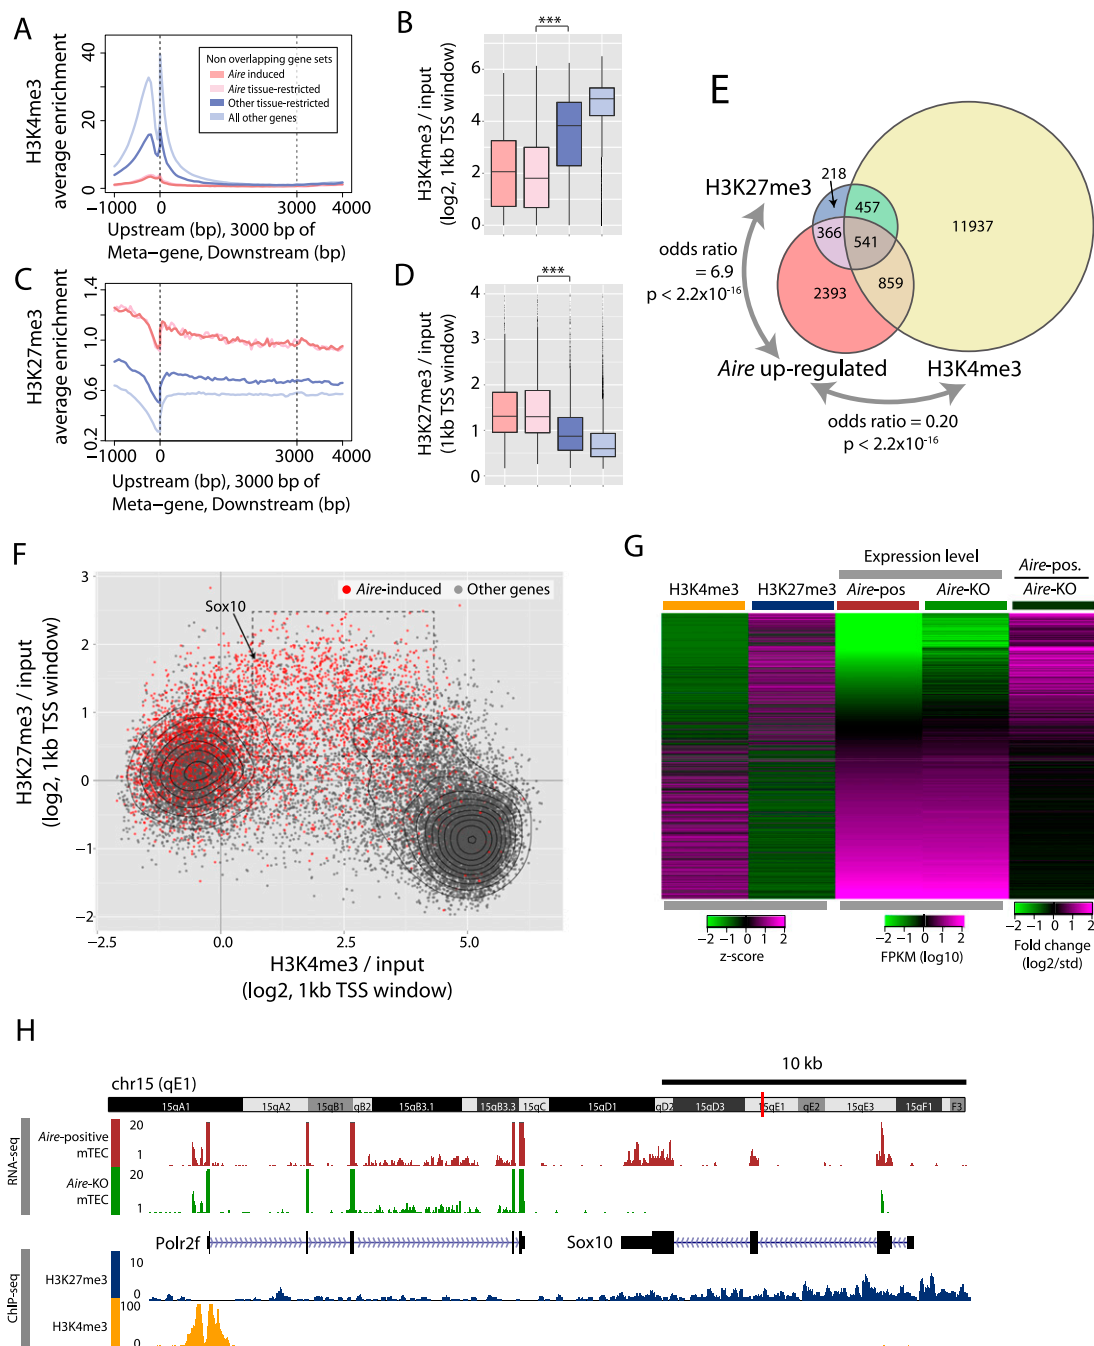 A
H3K4me3
average enrichment
40
20
0
Non overlapping gene sets
Aire induced
Aire tissue-restricted
Other tissue-restricted
All other genes
−1000 0 3000 4000
Upstream (bp), 3000 bp of
Meta−gene, Downstream (bp)
B
***
H3K4me3 / input
(log2, 1kb TSS window)
6
4
2
0
C
H3K27me3
average enrichment
1.4
1.0
0.6
0.2
−1000 0 3000 4000
Upstream (bp), 3000 bp of
Meta−gene, Downstream (bp)
D
***
H3K27me3 / input
(1kb TSS window)
4
3
2
1
0
E
H3K27me3
218
457
11937
366
541
859
2393
odds ratio
= 6.9
p < 2.2x10-16
Aire up-regulated
H3K4me3
odds ratio = 0.20
p < 2.2x10-16
F
H3K27me3 / input
(log2, 1kb TSS window)
3
2
1
0
−1
−2
Aire-induced
Other genes
Sox10
−2.5 0.0 2.5 5.0
H3K4me3 / input
(log2, 1kb TSS window)
G
Expression level
Aire-pos.
H3K4me3 H3K27me3 Aire-pos Aire-KO Aire-KO
−2 −1 0 1 2
z-score
−2 −1 0 1 2
FPKM (log10)
−2 −1 0 1 2
Fold change
(log2/std)
H
10 kb
chr15 (qE1)
15qA1 15qA2 15qB1 qB2 15qB3.1 15qB3.3 15qC 15qD1 qD2 15qD3 15qE1 qE2 15qE3 15qF1 F3
RNA-seq
Aire-positive
mTEC
20
1
Aire-KO
mTEC
20
1
Polr2f
Sox10
ChIP-seq
H3K27me3
10
0
H3K4me3
100
0